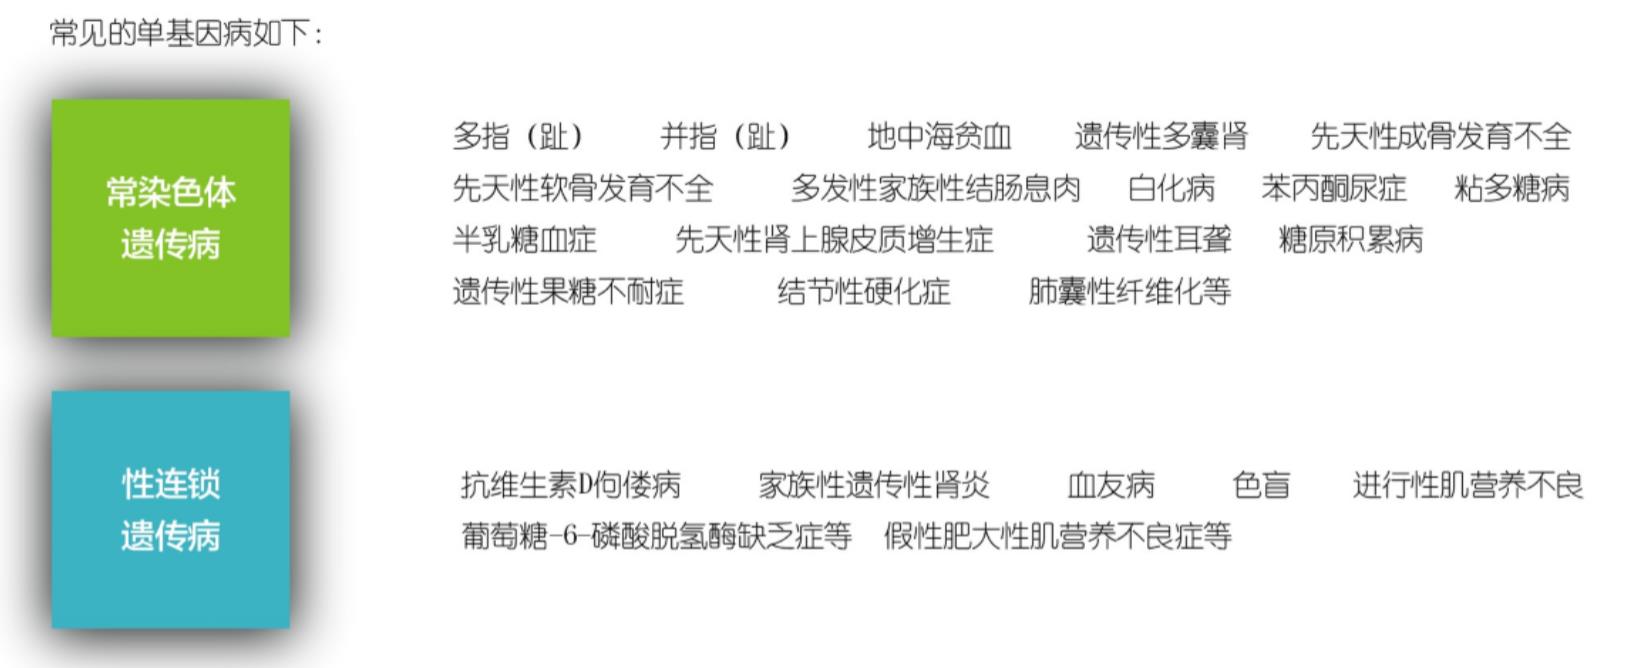 常见的单基因病如下:
常染色体
遗传病
多指（趾） 并指（趾） 地中海贫血 遗传性多囊肾 先天性成骨发育不全
先天性软骨发育不全 多发性家族性结肠息肉 白化病 苯丙酮尿症 粘多糖病
半乳糖血症 先天性肾上腺皮质增生症 遗传性耳聋 糖原积累病
遗传性果糖不耐症 结节性硬化症 肺囊性纤维化等
性连锁
遗传病
抗维生素D佝偻病 家族性遗传性肾炎 血友病 色盲 进行性肌营养不良
葡萄糖-6-磷酸脱氢酶缺乏症等 假性肥大性肌营养不良症等